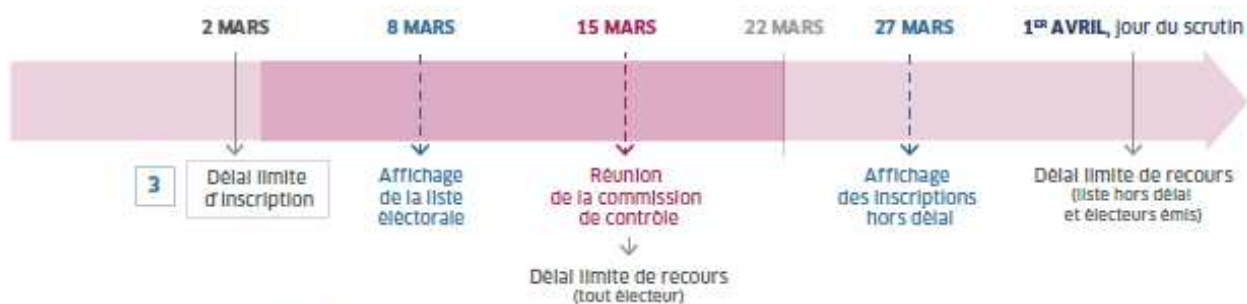 2 MARS
8 MARS
15 MARS
22 MARS
27 MARS
1ER AVRIL, jour du scrutin
3
Délai limite
d'inscription
Affichage
de la liste
éléctorale
Réunion
de la commission
de contrôle
Affichage
des inscriptions
hors délai
Délai limite de recours
(liste hors délai
et électeurs émis)
Délai limite de recours
(tout électeur)